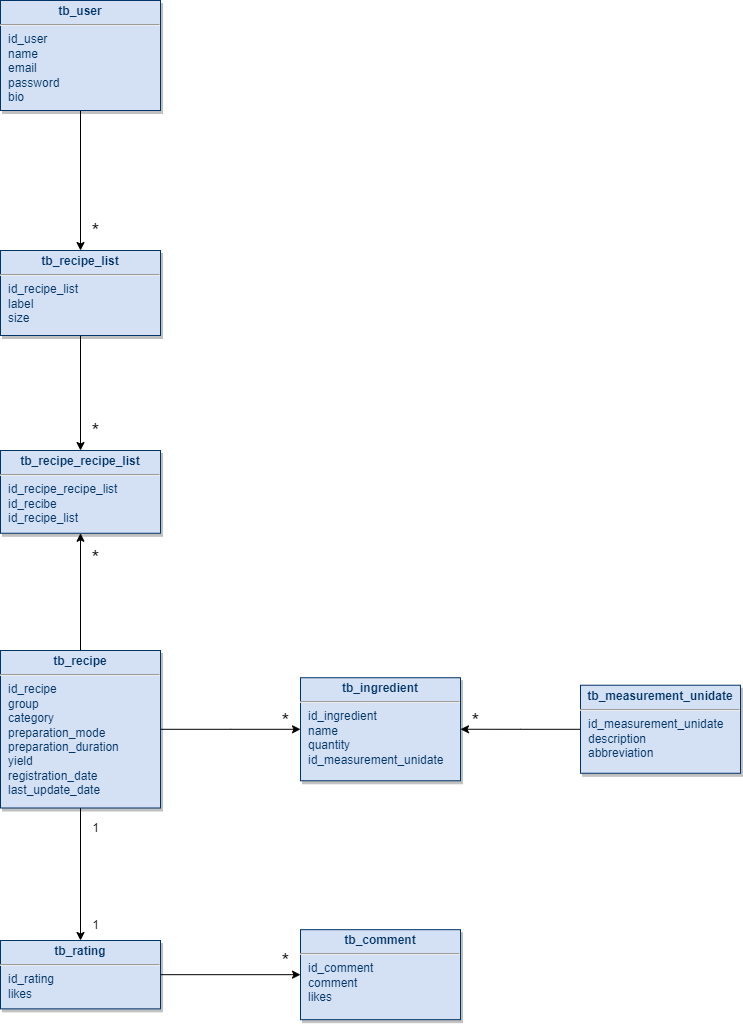 tb_user
id_user
name
email
password
bio
*
tb_recipe_list
id_recipe_list
label
size
*
tb_recipe_recipe_list
id_recipe_recipe_list
id_recibe
id_recipe_list
*
tb_recipe
id_recipe
group
category
preparation_mode
preparation_duration
yield
registration_date
last_update_date
*
tb_ingredient
id_ingredient
name
quantity
id_measurement_unidate
*
tb_measurement_unidate
id_measurement_unidate
description
abbreviation
1
1
tb_rating
id_rating
likes
*
tb_comment
id_comment
comment
likes